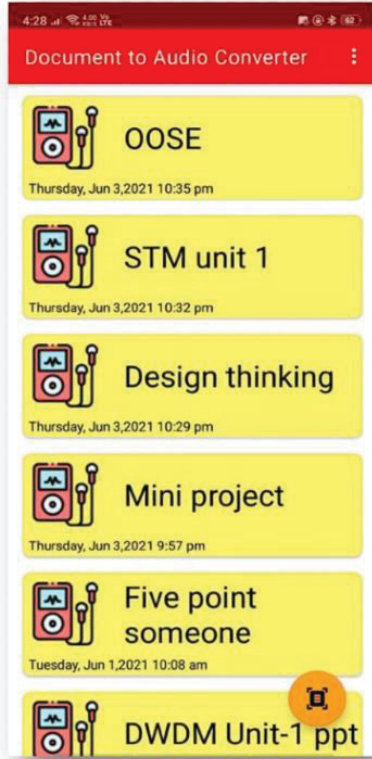 4:28
Document to Audio Converter
OOSE
Thursday, Jun 3,2021 10:35 pm
STM unit 1
Thursday, Jun 3,2021 10:32 pm
Design thinking
Thursday, Jun 3,2021 10:29 pm
Mini project
Thursday, Jun 3,2021 9:57 pm
Five point
someone
Tuesday, Jun 1,2021 10:08 am
DWDM Unit-1 ppt